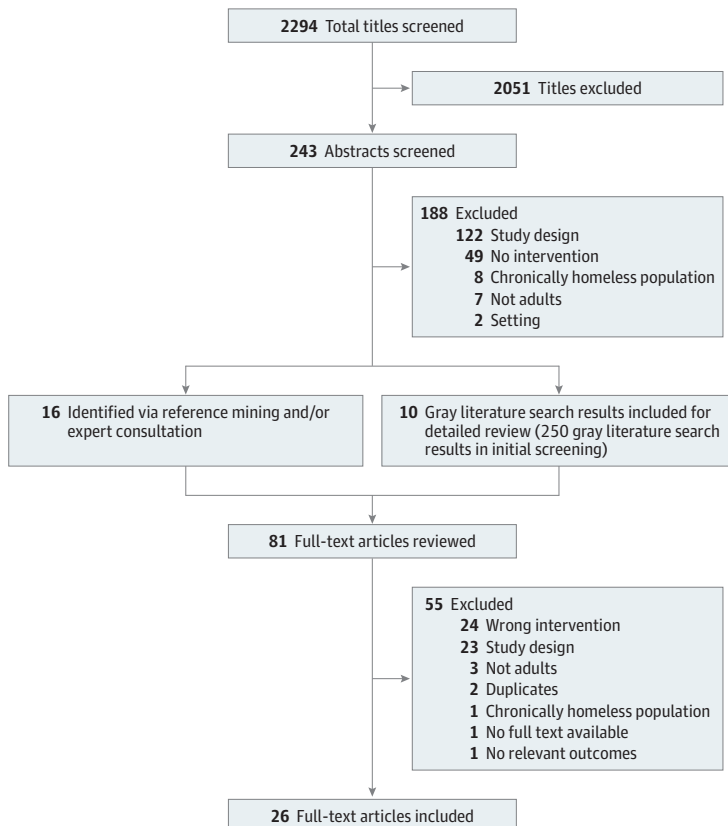 2294 Total titles screened
2051 Titles excluded
243 Abstracts screened
188 Excluded
122 Study design
49 No intervention
8 Chronically homeless population
7 Not adults
2 Setting
16 Identified via reference mining and/or
expert consultation
10 Gray literature search results included for
detailed review (250 gray literature search
results in initial screening)
81 Full-text articles reviewed
55 Excluded
24 Wrong intervention
23 Study design
3 Not adults
2 Duplicates
1 Chronically homeless population
1 No full text available
1 No relevant outcomes
26 Full-text articles included